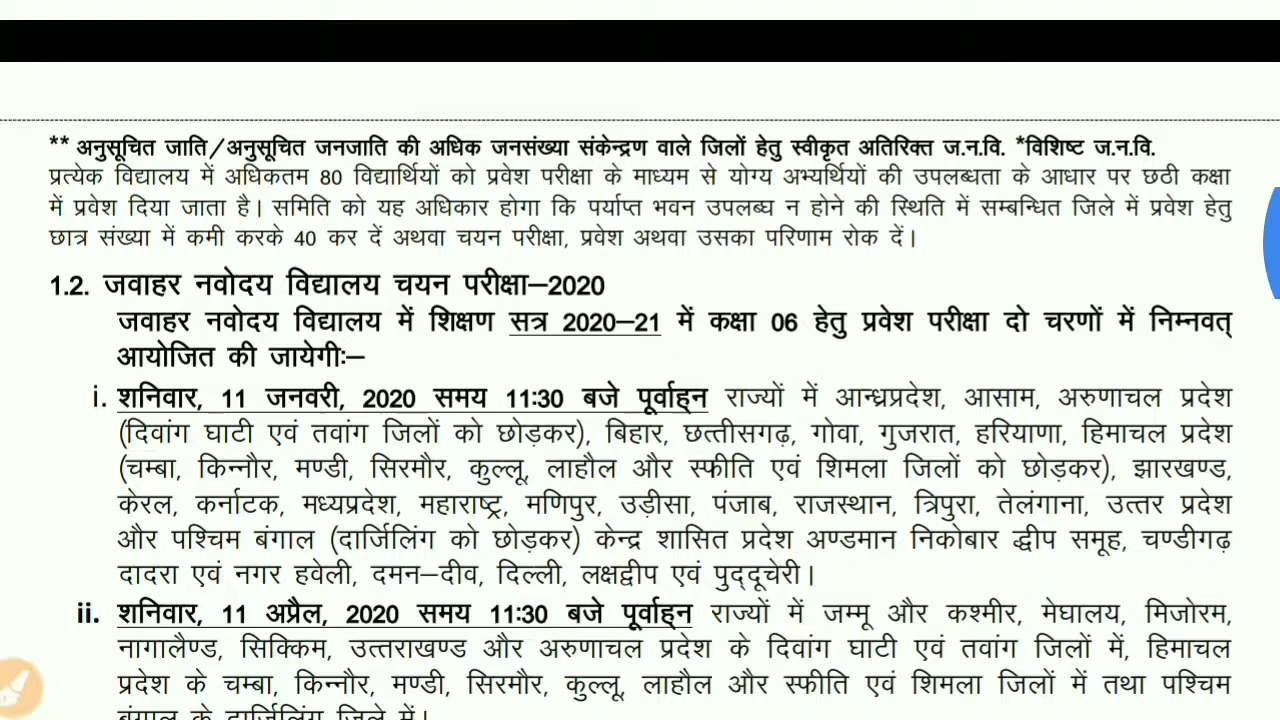 ** अनुसूचित जाति/अनुसूचित जनजाति की अधिक जनसंख्या संकेन्द्रण वाले जिलों हेतु स्वीकृत अतिरिक्त ज.न.वि. *विशिष्ट ज.न.वि.
प्रत्येक विद्यालय में अधिकतम 80 विद्यार्थियों को प्रवेश परीक्षा के माध्यम से योग्य अभ्यर्थियों की उपलब्धता के आधार पर छठी कक्षा
में प्रवेश दिया जाता है। समिति को यह अधिकार होगा कि पर्याप्त भवन उपलब्घ न होने की स्थिति में सम्बन्धित जिले में प्रवेश हेतु
छात्र संख्या में कमी करके 40 कर दें अथवा चयन परीक्षा, प्रवेश अथवा उसका परिणाम रोक दें।
1.2. जवाहर नवोदय विद्यालय चयन परीक्षा–2020
जवाहर नवोदय विद्यालय में शिक्षण सत्र 2020–21 में कक्षा 06 हेतु प्रवेश परीक्षा दो चरणों में निम्नवत्
आयोजित की जायेगीः–
i. शनिवार, 11 जनवरी, 2020 समय 11:30 बजे पूर्वाह्न राज्यों में आन्ध्रप्रदेश, आसाम, अरुणाचल प्रदेश
(दिवांग घाटी एवं तवांग जिलों को छोड़कर), बिहार, छत्तीसगढ़, गोवा, गुजरात, हरियाणा, हिमाचल प्रदेश
(चम्बा, किन्नौर, मण्डी, सिरमौर, कुल्लू, लाहौल और स्फीति एवं शिमला जिलों को छोड़कर), झारखण्ड,
केरल, कर्नाटक, मध्यप्रदेश, महाराष्ट्र, मणिपुर, उड़ीसा, पंजाब, राजस्थान, त्रिपुरा, तेलंगाना, उत्तर प्रदेश
और पश्चिम बंगाल (दार्जिलिंग को छोड़कर) केन्द्र शासित प्रदेश अण्डमान निकोबार द्वीप समूह, चण्डीगढ़
दादरा एवं नगर हवेली, दमन–दीव, दिल्ली, लक्षद्वीप एवं पुद्दूचेरी।
ii. शनिवार, 11 अप्रैल, 2020 समय 11:30 बजे पूर्वाह्न राज्यों में जम्मू और कश्मीर, मेघालय, मिजोरम,
नागालैण्ड, सिक्किम, उत्तराखण्ड और अरुणाचल प्रदेश के दिवांग घाटी एवं तवांग जिलों में, हिमाचल
प्रदेश के चम्बा, किन्नौर, मण्डी, सिरमौर, कुल्लू, लाहौल और स्फीति एवं शिमला जिलों में तथा पश्चिम
बंगाल के दार्जिलिंग जिले में।